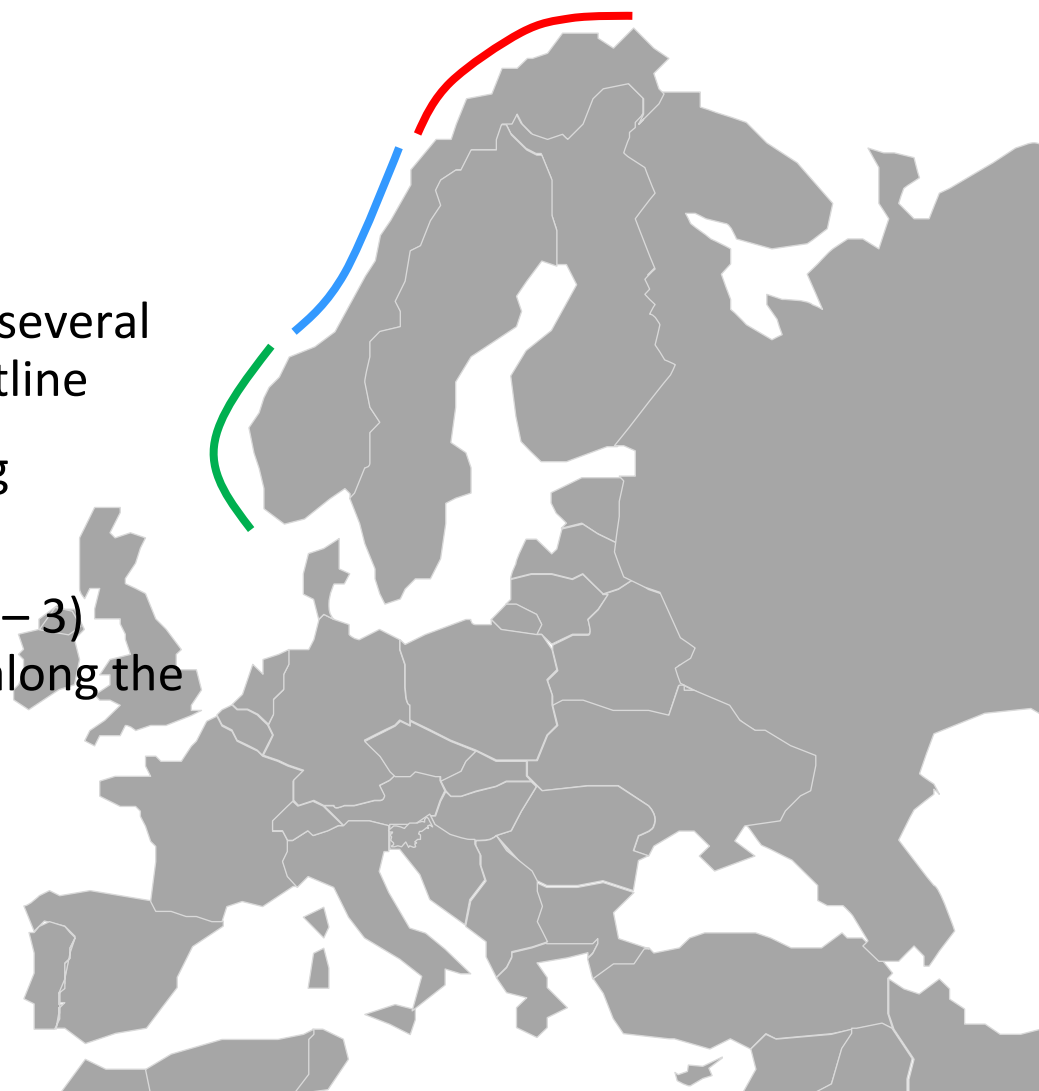 several
tline
g
– 3)
along the